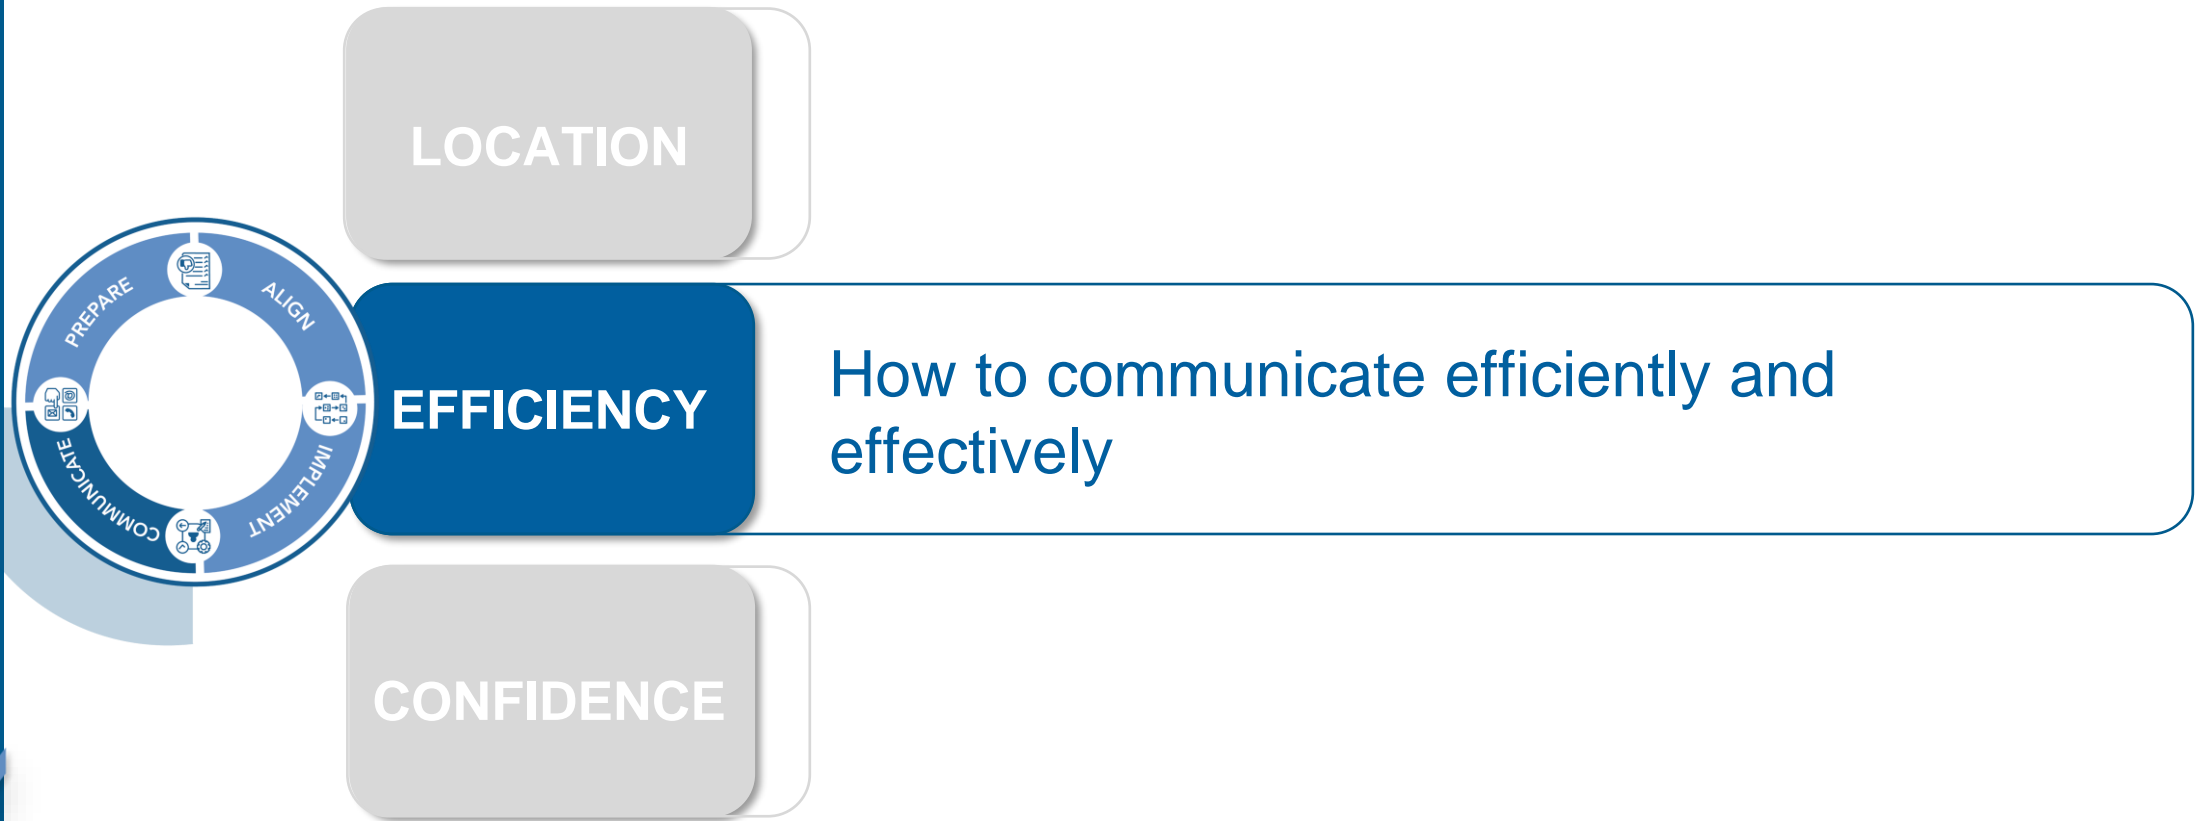 LOCATION
PREPARE
ALIGN
EFFICIENCY
How to communicate efficiently and
effectively
COMMUNICATE
IMPLEMENT
CONFIDENCE